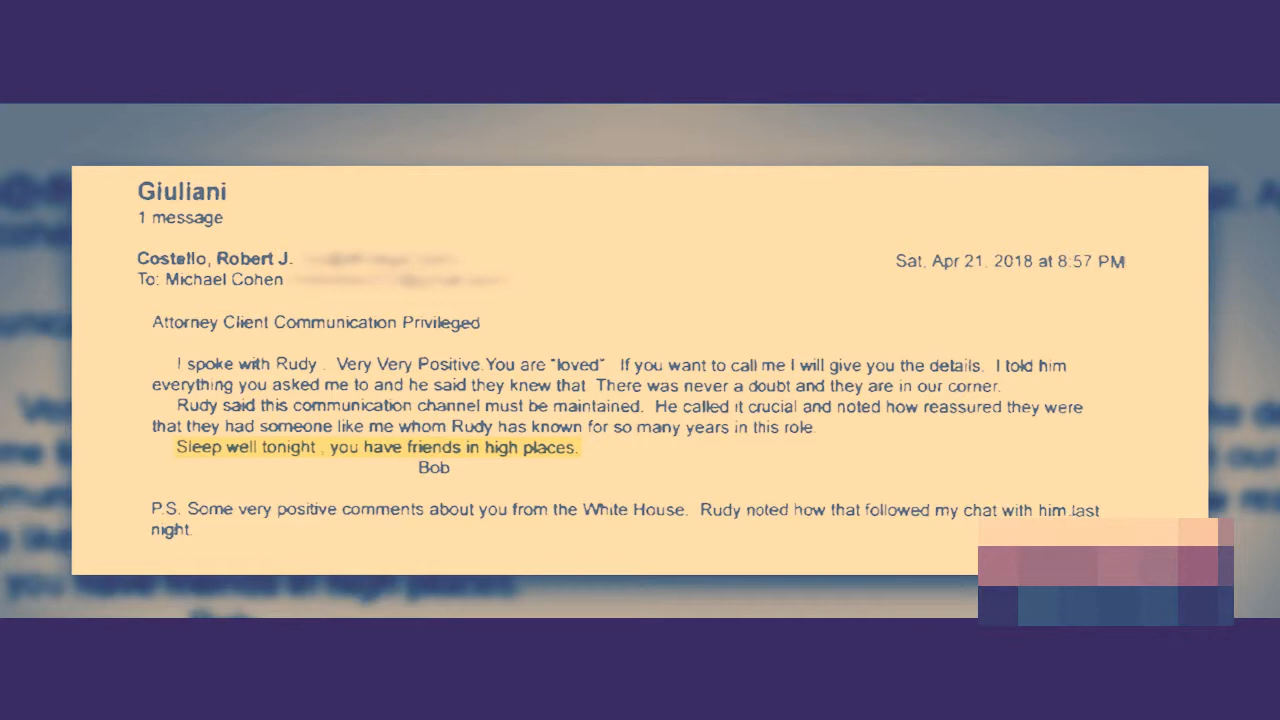 Giuliani
1 message
Costello, Robert J.
Sat, Apr 21, 2018 at 8:57 PM
To: Michael Cohen
Attorney Client Communication Privileged
I spoke with Rudy . Very Very Positive.You are "loved" If you want to call me I will give you the details. I told him
everything you asked me to and he said they knew that There was never a doubt and they are in our corner.
Rudy said this communication channel must be maintained. He called it crucial and noted how reassured they were
that they had someone like me whom Rudy has known for so many years in this role.
Sleep well tonight , you have friends in high places.
Bob
P.S. Some very positive comments about you from the White House. Rudy noted how that followed my chat with him last
night.